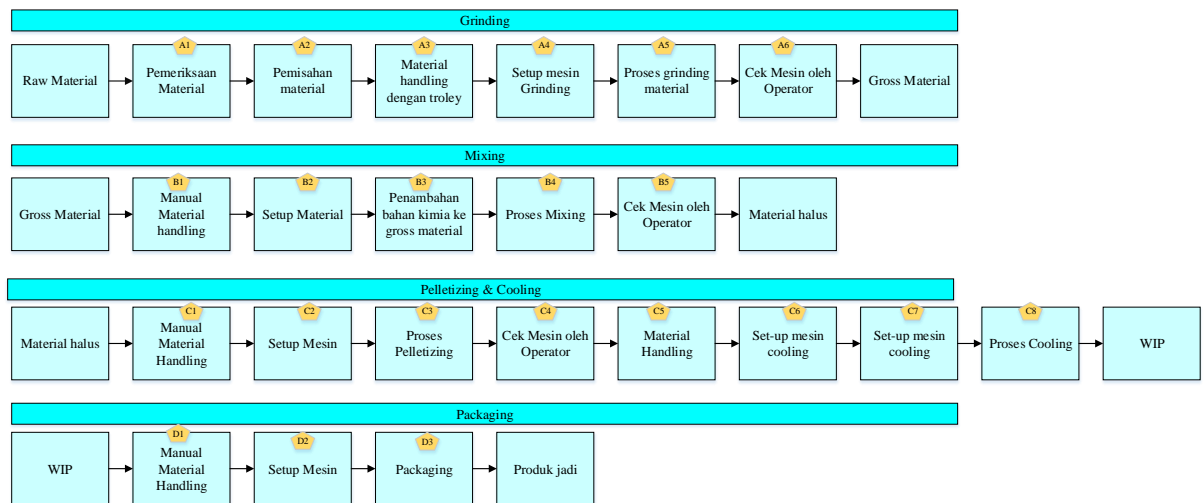 Grinding
Raw Material
A1
Pemeriksaan
Material
A2
Pemisahan
material
A3
Material
handling
dengan troley
A4
Setup mesin
Grinding
A5
Proses grinding
material
A6
Cek Mesin oleh
Operator
Gross Material
Mixing
Gross Material
B1
Manual
Material
handling
B2
Setup Material
B3
Penambahan
bahan kimia ke
gross material
B4
Proses Mixing
B5
Cek Mesin oleh
Operator
Material halus
Pelletizing & Cooling
Material halus
C1
Manual
Material
Handling
C2
Setup Mesin
C3
Proses
Pelletizing
C4
Cek Mesin oleh
Operator
C5
Material
Handling
C6
Set-up mesin
cooling
C7
Set-up mesin
cooling
C8
Proses Cooling
WIP
Packaging
WIP
D1
Manual
Material
Handling
D2
Setup Mesin
D3
Packaging
Produk jadi